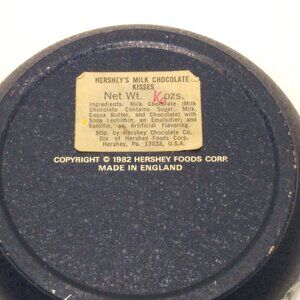 HERSHEY'S MILK CHOCOLATE
KISSES
Net Wt. 16 ozs.
Ingredients: Milk Chocolate (Milk
Chocolate Contains Sugar, Milk,
Cocoa Butter, and Chocolate) with
Soya Lechithin, an Emulsifier; and
Vanillin, an Artificial Flavoring.
Mfd. by Hershey Chocolate Co.
Div. of Hershey Foods Corp.
Hershey, Pa. 17033, U.S.A.
COPYRIGHT © 1982 HERSHEY FOODS CORP.
MADE IN ENGLAND